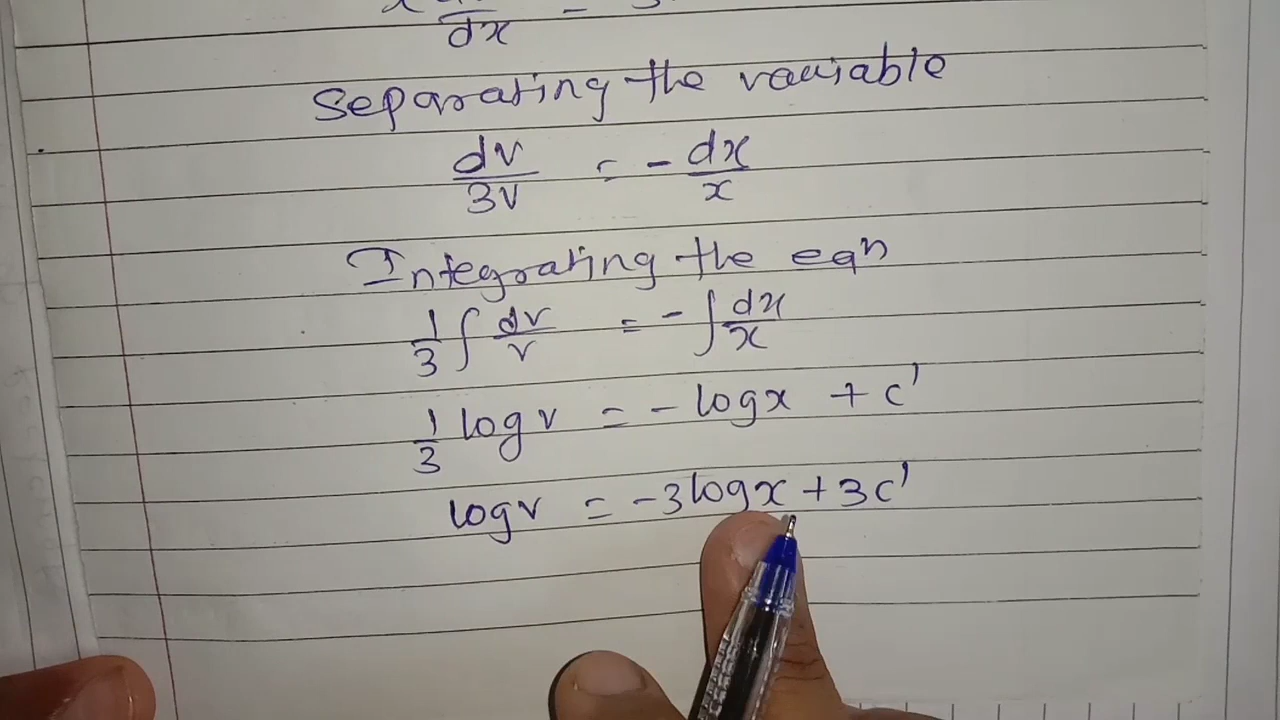 dx
Separating the variable
dv/3v = - dx/x
Integrating the eqn
1/3 ∫ dv/v = - ∫ dx/x
1/3 log v = - log x + c'
log v = -3 log x + 3c'